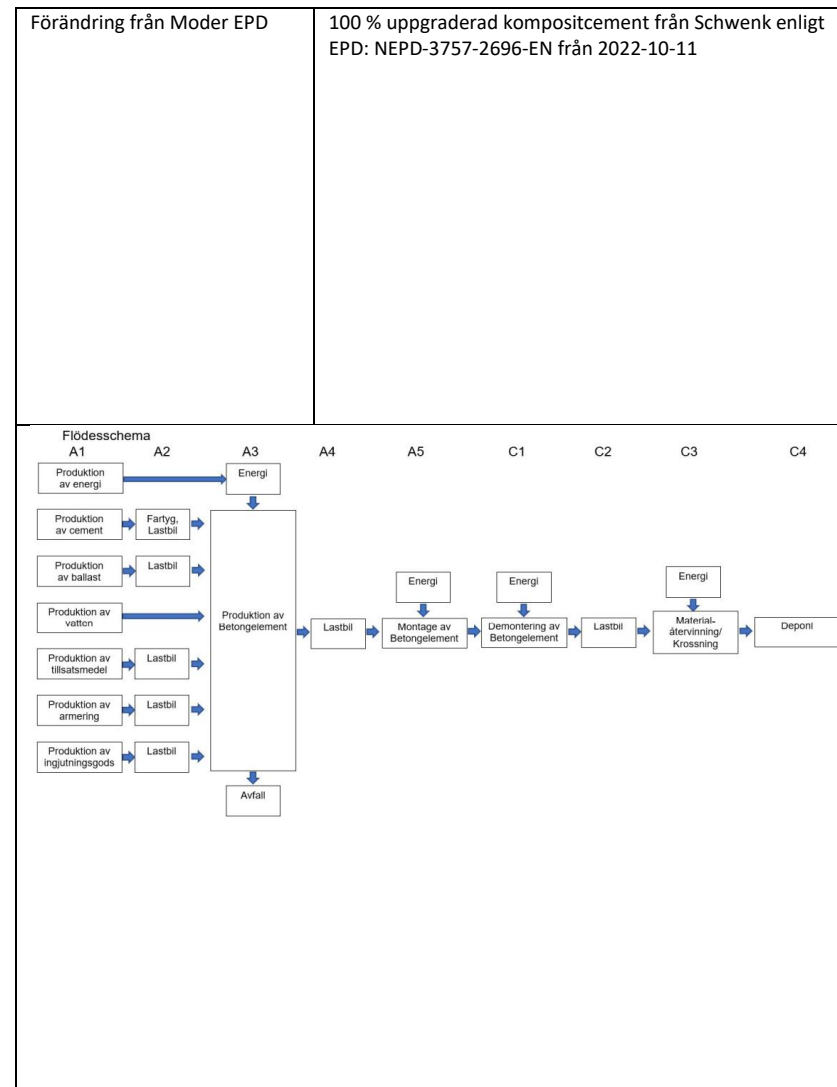 Förändring från Moder EPD
100 % uppgraderad kompositcement från Schwenk enligt
EPD: NEPD-3757-2696-EN från 2022-10-11
Flödesschema
A1 A2 A3 A4 A5 C1 C2 C3 C4
Produktion
av energi
Energi
Produktion
av cement
Fartyg,
Lastbil
Produktion
av ballast
Lastbil
Produktion av
vatten
Produktion av
tillsatsmedel
Lastbil
Produktion av
armering
Lastbil
Produktion av
ingjutningsgods
Lastbil
Produktion av
Betongelement
Avfall
Lastbil
Energi
Montage av
Betongelement
Energi
Demontering av
Betongelement
Lastbil
Energi
Material-
återvinning/
Krossning
Deponi